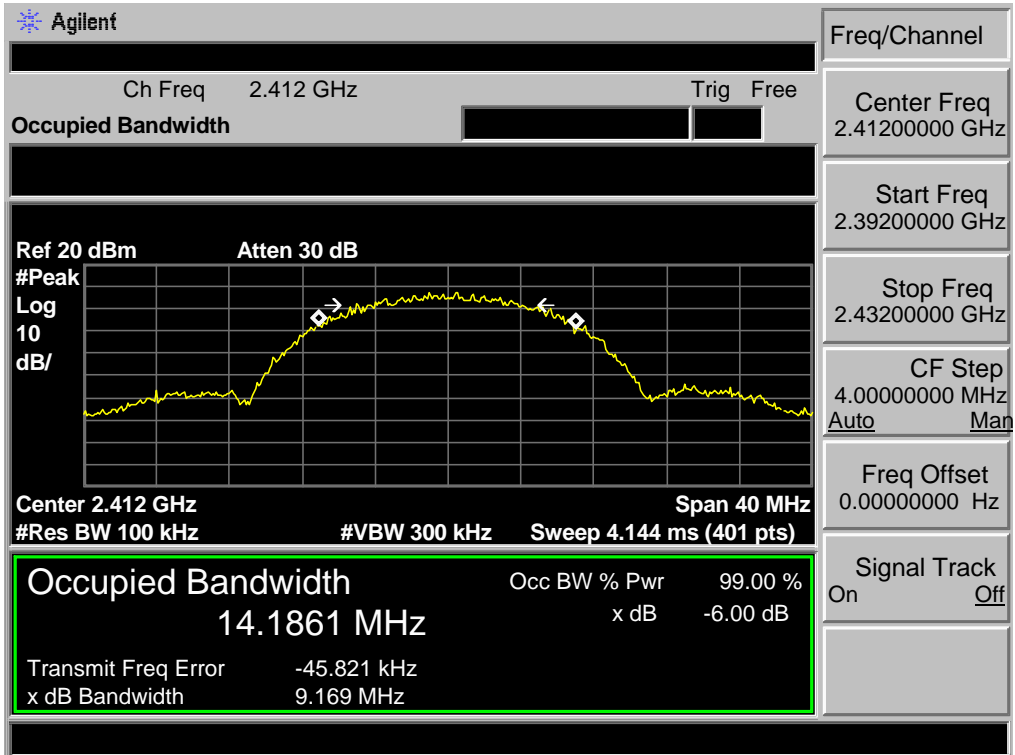 Agilent
Freq/Channel
Ch Freq 2.412 GHz Trig Free
Occupied Bandwidth
Center Freq
2.41200000 GHz
Start Freq
2.39200000 GHz
Stop Freq
2.43200000 GHz
CF Step
4.00000000 MHz
Auto Man
Freq Offset
0.00000000 Hz
Signal Track
On Off
Ref 20 dBm Atten 30 dB
#Peak
Log
10
dB/
Center 2.412 GHz Span 40 MHz
#Res BW 100 kHz #VBW 300 kHz Sweep 4.144 ms (401 pts)
Occupied Bandwidth Occ BW % Pwr 99.00 %
14.1861 MHz x dB -6.00 dB
Transmit Freq Error -45.821 kHz
x dB Bandwidth 9.169 MHz